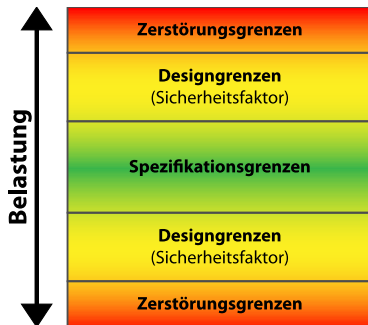 Belastung
Zerstörungsgrenzen
Designgrenzen
(Sicherheitsfaktor)
Spezifikationsgrenzen
Designgrenzen
(Sicherheitsfaktor)
Zerstörungsgrenzen